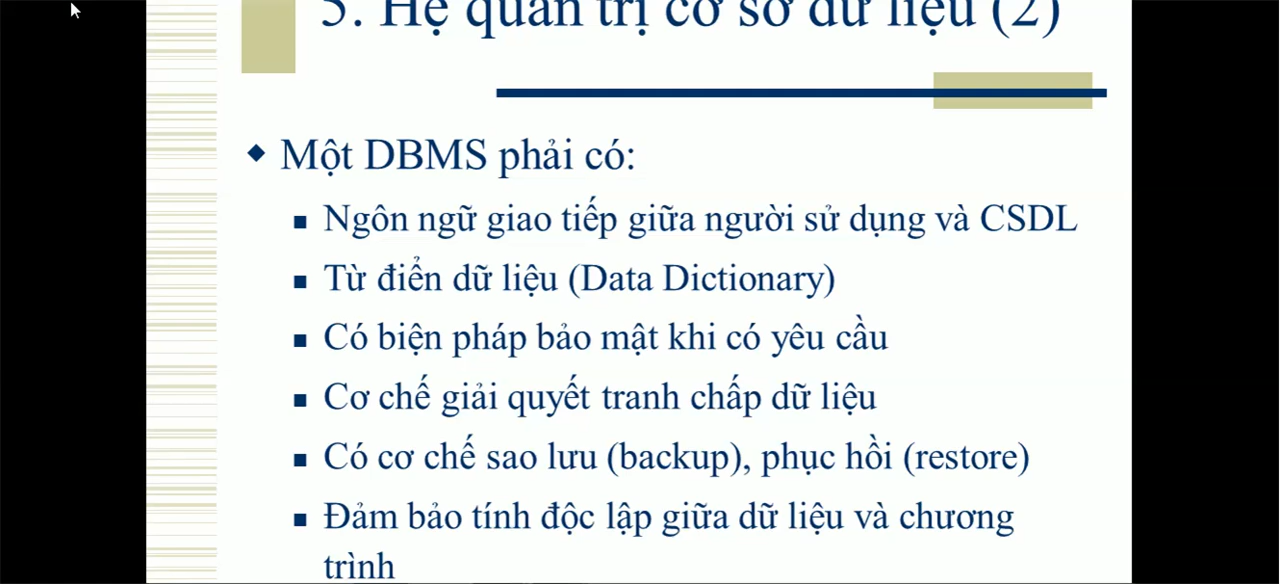 5. Hệ quản trị cơ sở dữ liệu (2)
Một DBMS phải có:
Ngôn ngữ giao tiếp giữa người sử dụng và CSDL
Từ điển dữ liệu (Data Dictionary)
Có biện pháp bảo mật khi có yêu cầu
Cơ chế giải quyết tranh chấp dữ liệu
Có cơ chế sao lưu (backup), phục hồi (restore)
Đảm bảo tính độc lập giữa dữ liệu và chương
trình